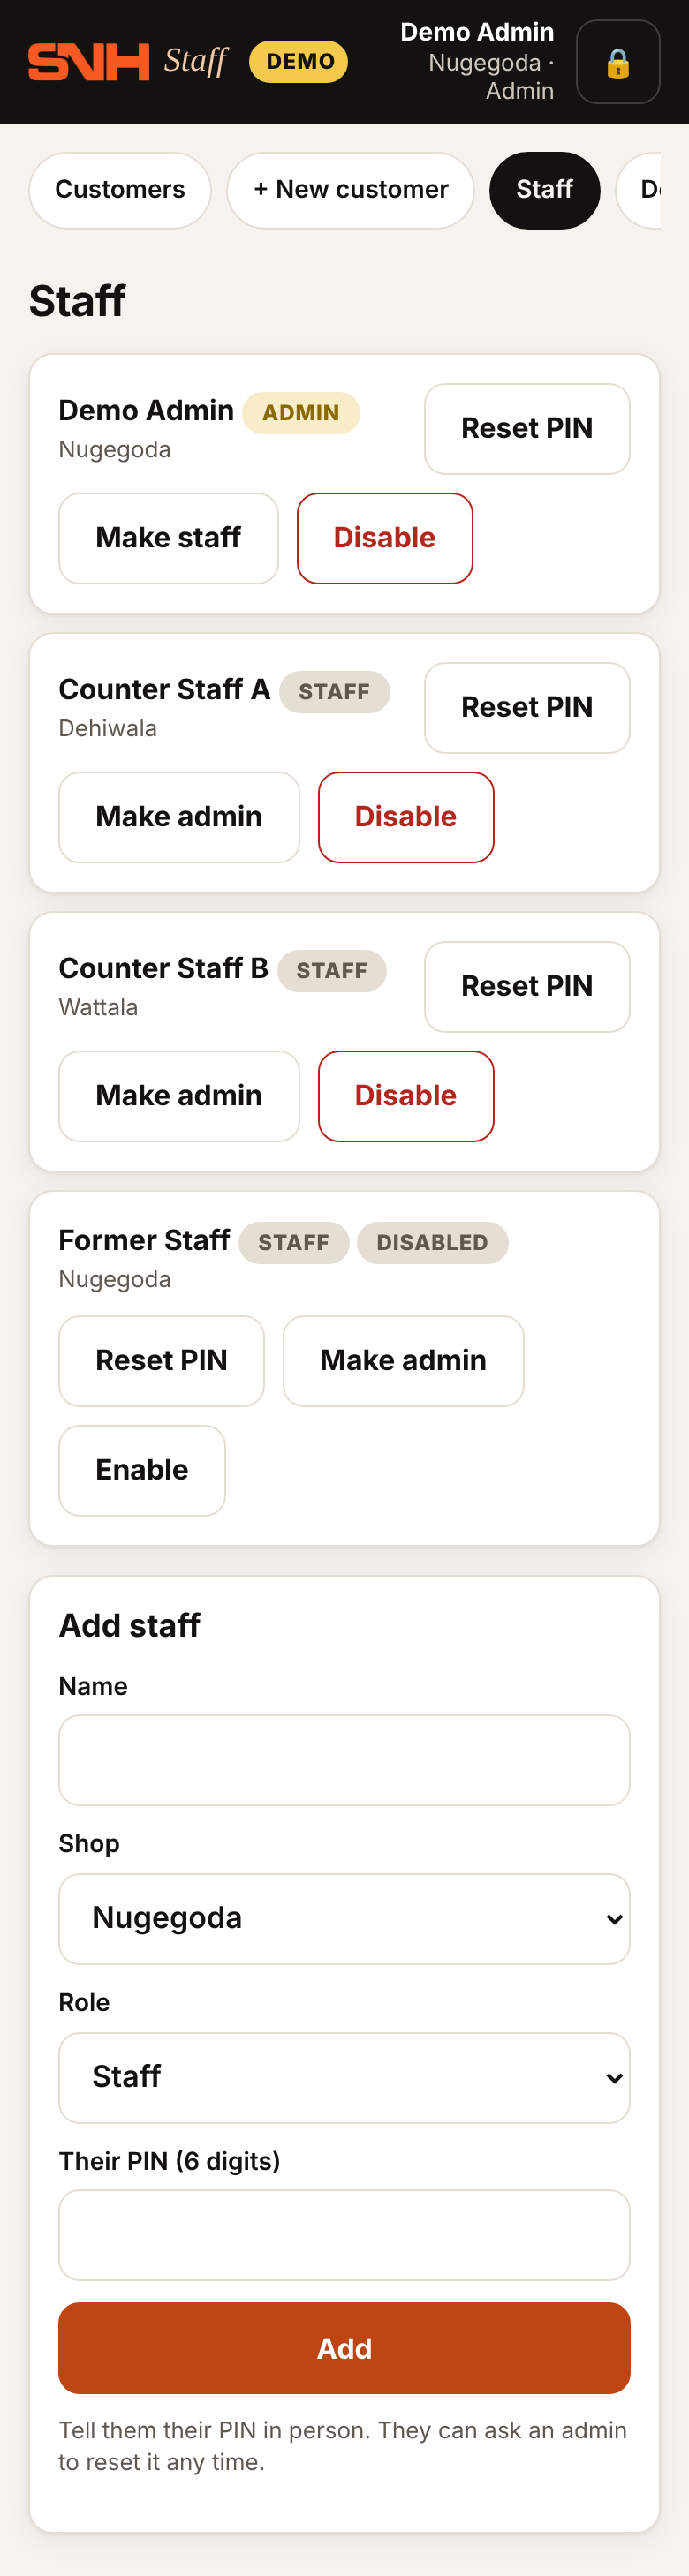 SNH Staff DEMO
Demo Admin
Nugegoda ·
Admin
Customers
+ New customer
Staff
Staff
Demo Admin ADMIN
Nugegoda
Reset PIN
Make staff
Disable
Counter Staff A STAFF
Dehiwala
Reset PIN
Make admin
Disable
Counter Staff B STAFF
Wattala
Reset PIN
Make admin
Disable
Former Staff STAFF DISABLED
Nugegoda
Reset PIN
Make admin
Enable
Add staff
Name
Shop
Nugegoda
Role
Staff
Their PIN (6 digits)
Add
Tell them their PIN in person. They can ask an admin
to reset it any time.